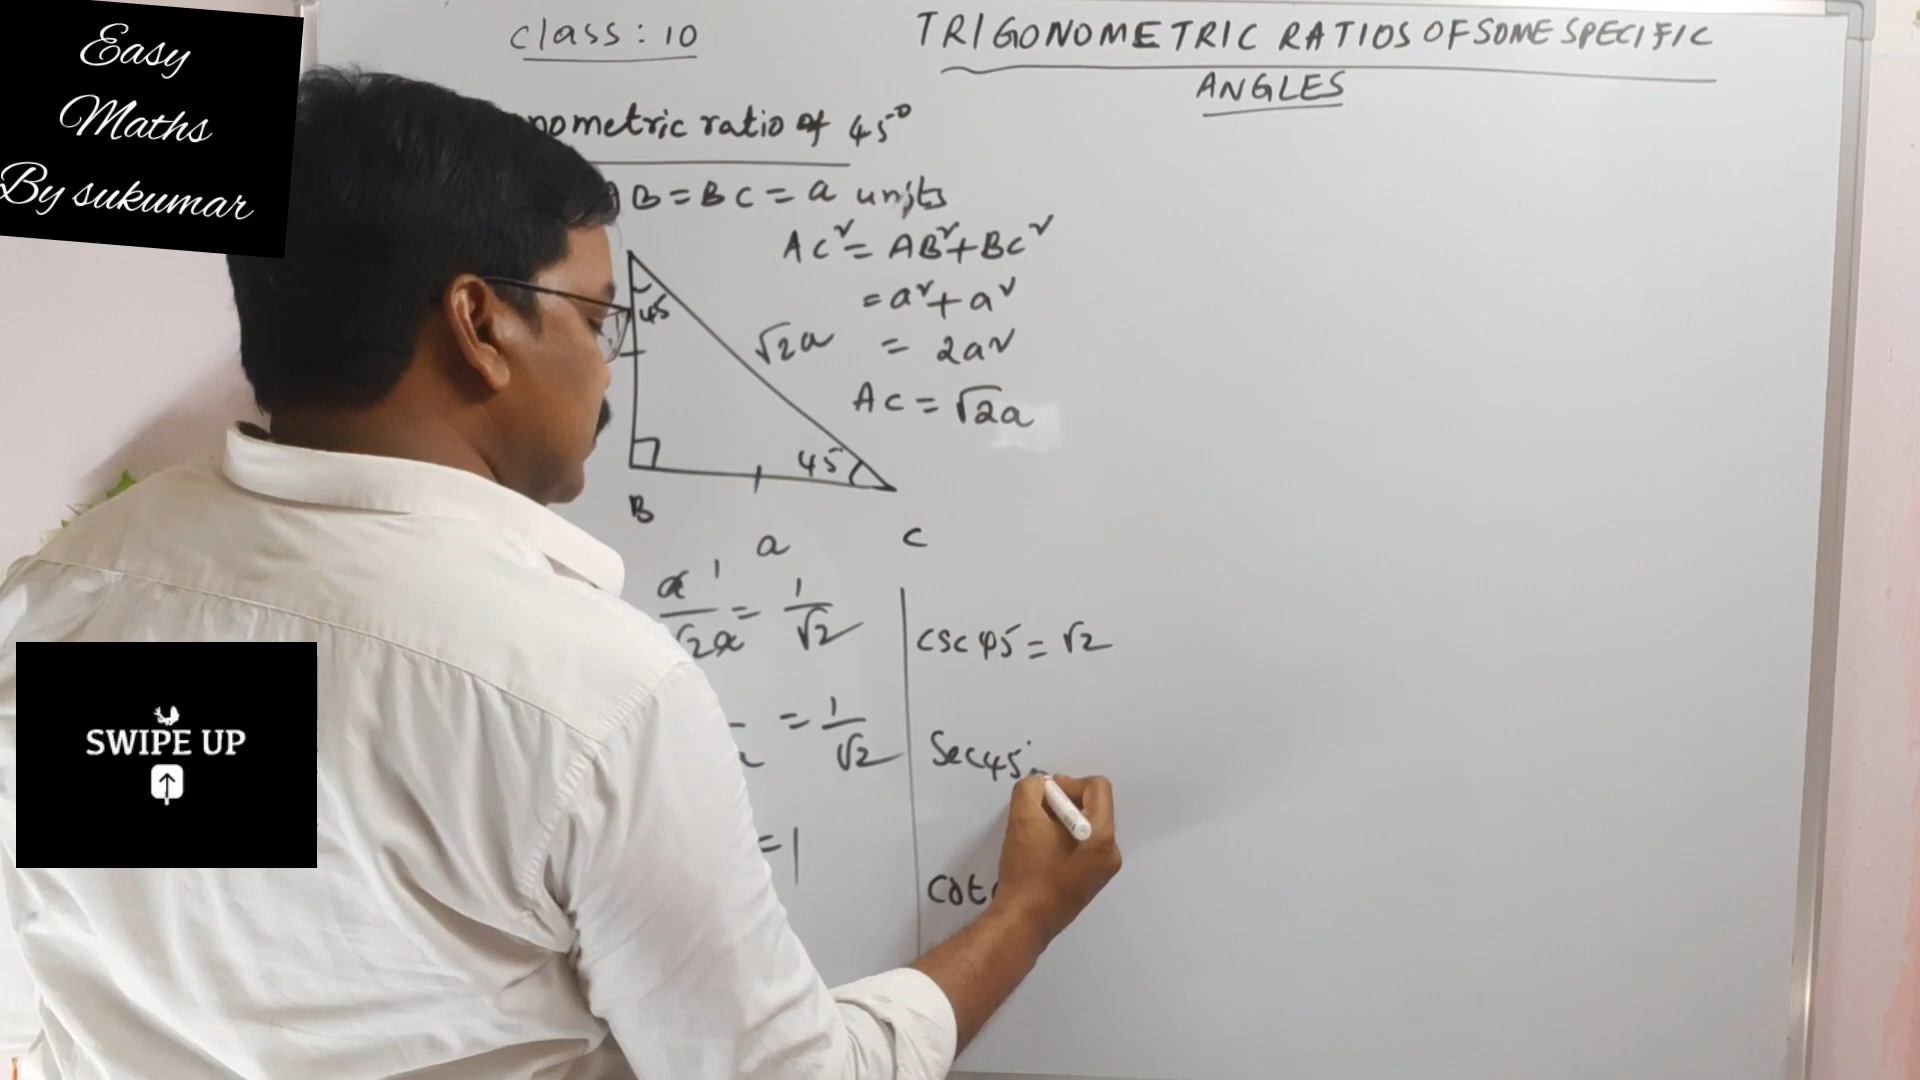 Easy
Maths
By sukumar
class : 10
TRIGONOMETRIC RATIOS OF SOME SPECIFIC
ANGLES
ratio of 45°
AB = BC = a units
AC² = AB² + BC²
= a² + a²
= 2a²
AC = √2a
45
√2a
45
B
a
C
a 1
√2a = 1/√2
csc 45 = √2
= 1/√2
Sec 45
= 1
cot
SWIPE UP